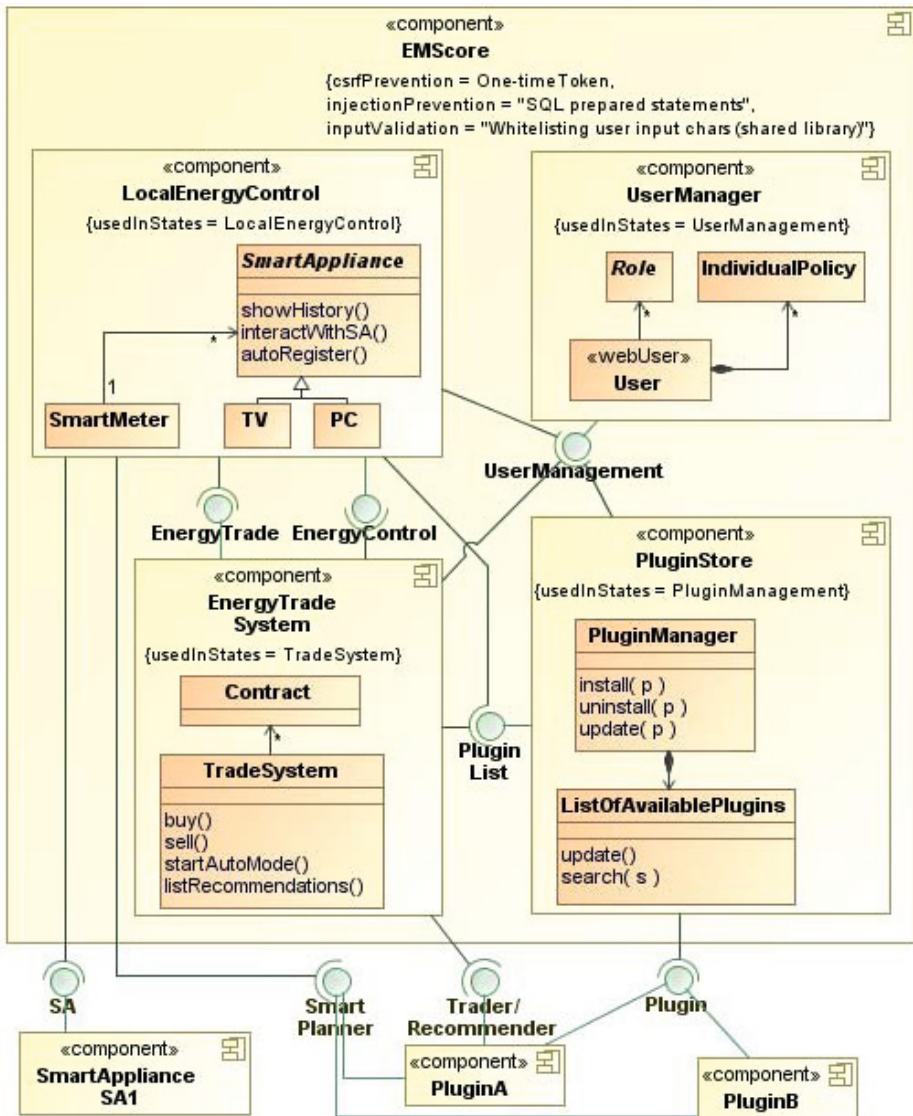 «component»
EMScore
{csrfPrevention = One-timeToken,
injectionPrevention = "SQL prepared statements",
inputValidation = "Whitelisting user input chars (shared library)"}
«component»
LocalEnergyControl
{usedInStates = LocalEnergyControl}
SmartAppliance
showHistory()
interactWithSA()
autoRegister()
*
1
SmartMeter
TV
PC
«component»
UserManager
{usedInStates = UserManagement}
Role
IndividualPolicy
*
*
«webUser»
User
UserManagement
EnergyTrade
EnergyControl
«component»
EnergyTrade
System
{usedInStates = TradeSystem}
Contract
*
TradeSystem
buy()
sell()
startAutoMode()
listRecommendations()
Plugin
List
«component»
PluginStore
{usedInStates = PluginManagement}
PluginManager
install( p )
uninstall( p )
update( p )
ListOfAvailablePlugins
update()
search( s )
SA
Smart
Planner
Trader/
Recommender
Plugin
«component»
SmartAppliance
SA1
«component»
PluginA
«component»
PluginB